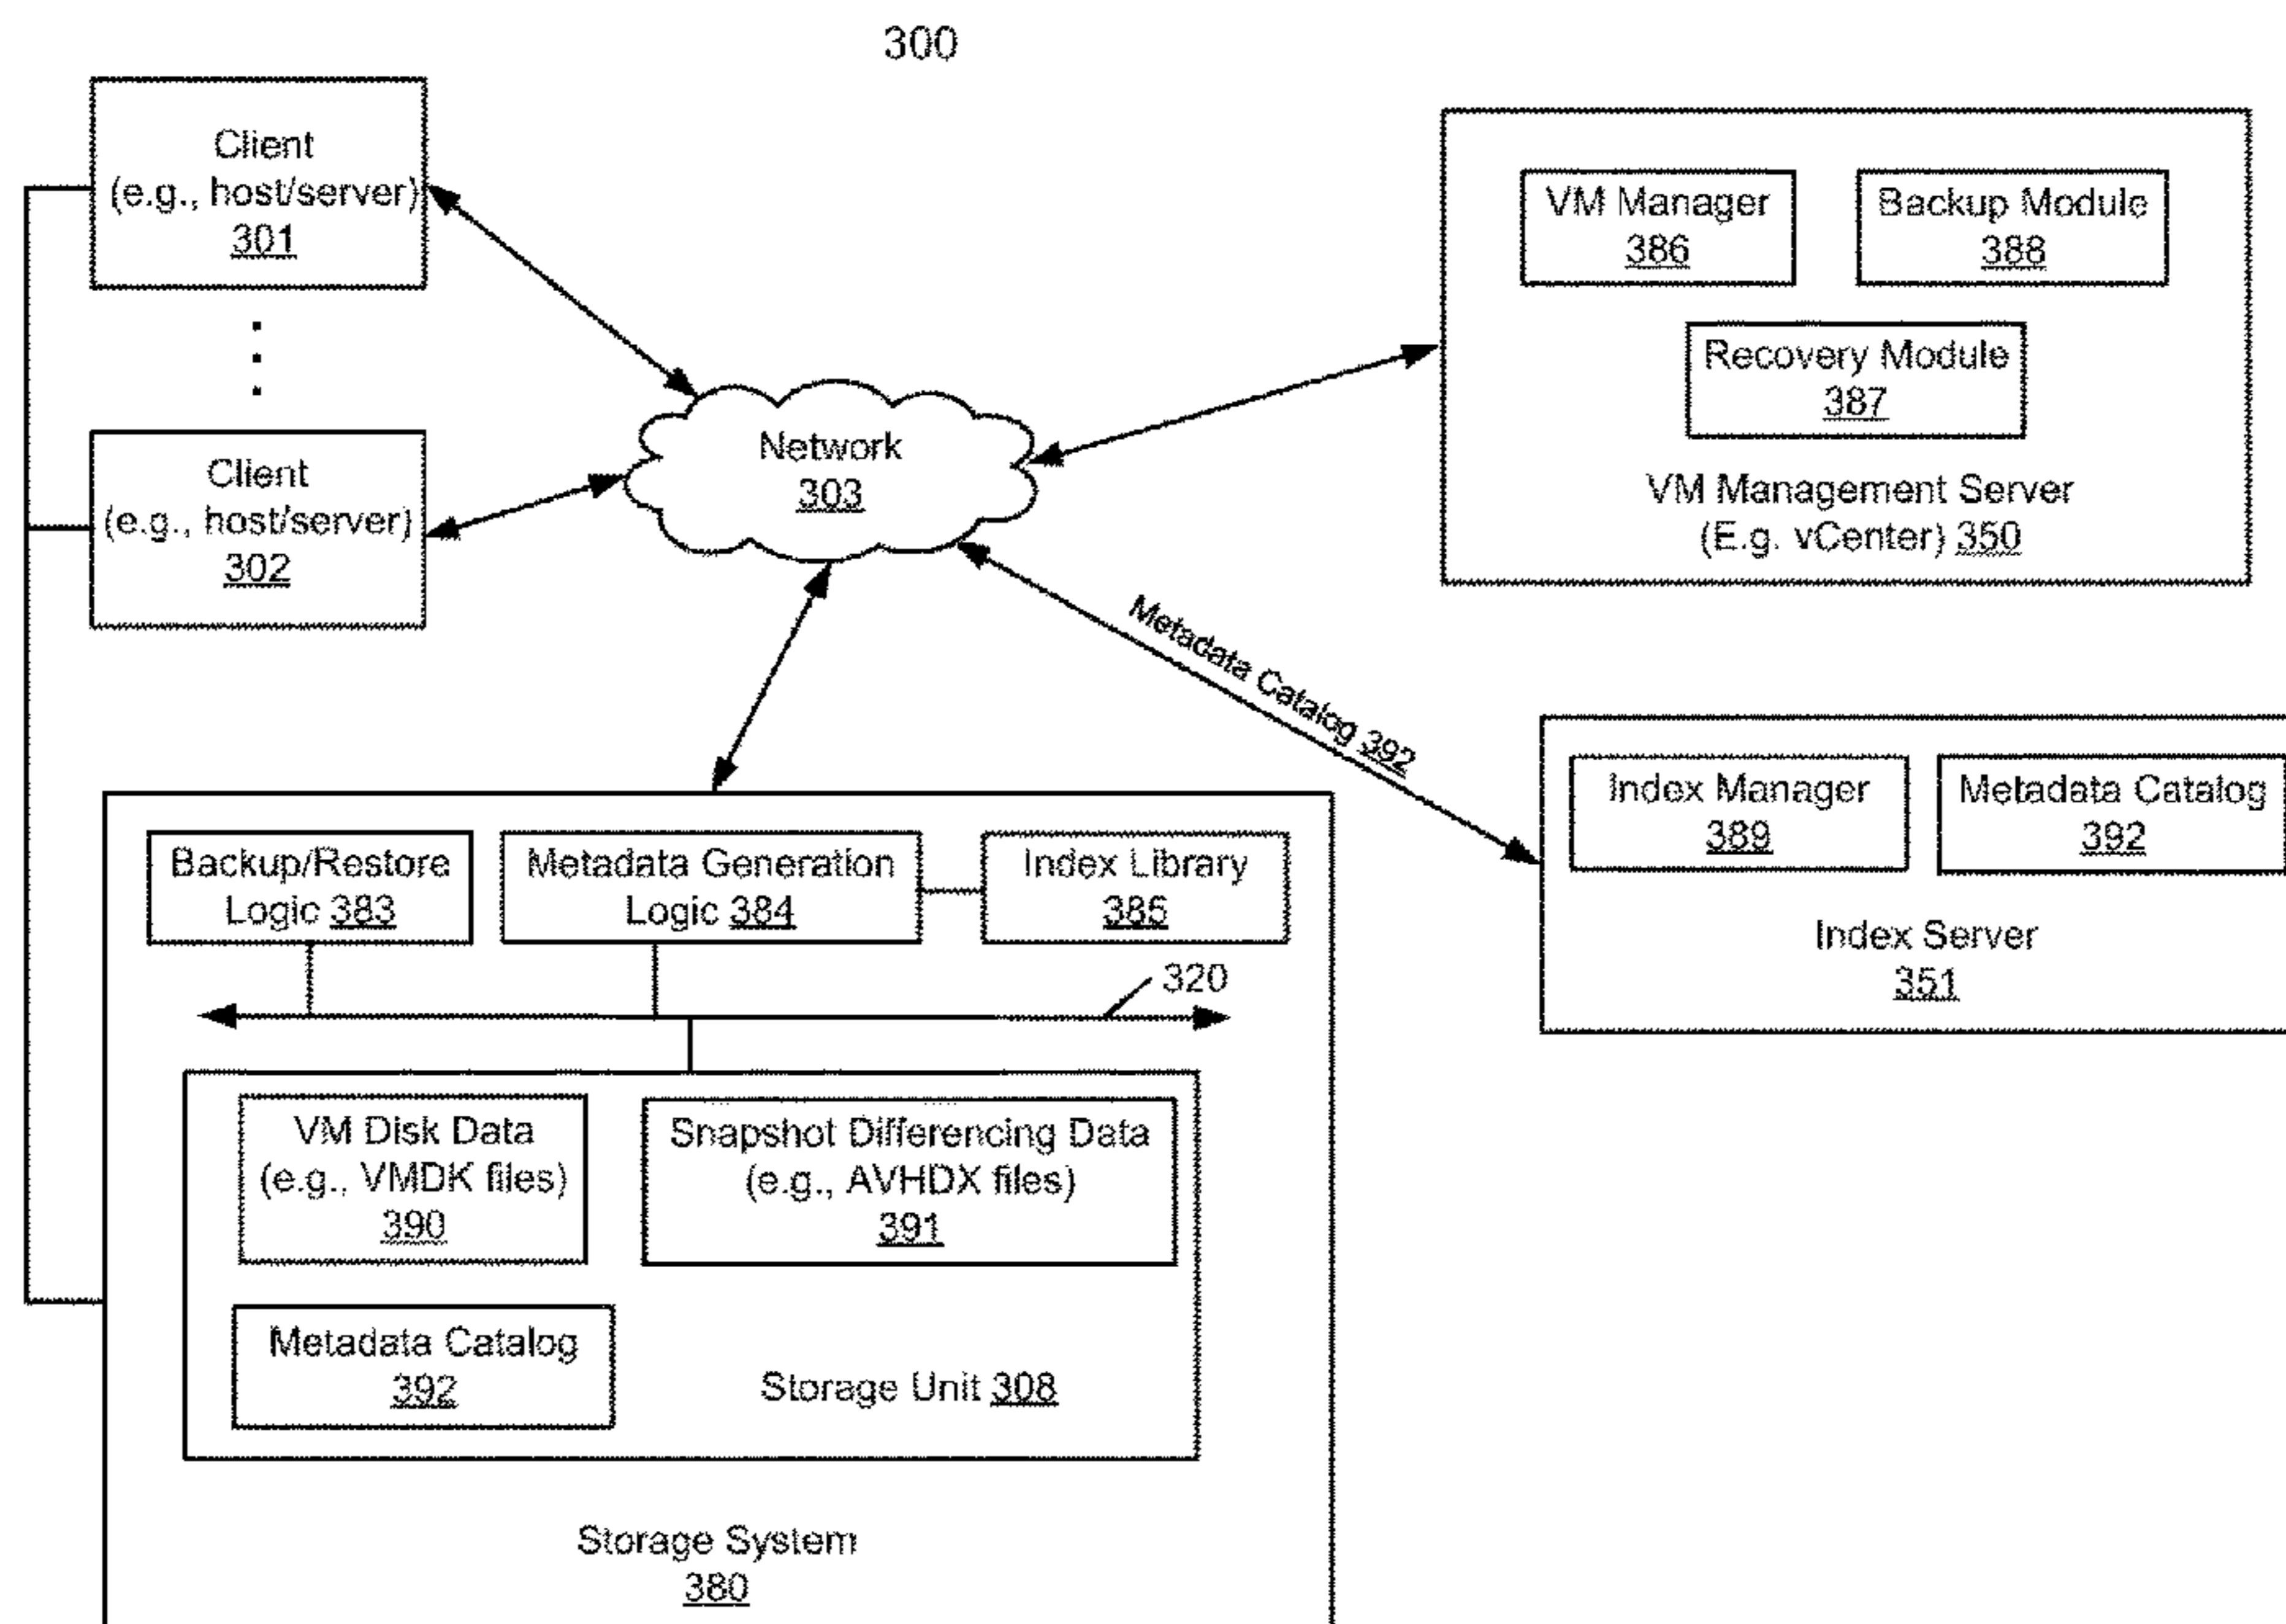 300
Client
(e.g., host/server)
301
Client
(e.g., host/server)
302
Network
303
VM Manager
386
Backup Module
388
Recovery Module
387
VM Management Server
(E.g. vCenter) 350
Metadata Catalog 392
Index Manager
389
Metadata Catalog
392
Index Server
351
Backup/Restore
Logic 383
Metadata Generation
Logic 384
Index Library
385
320
VM Disk Data
(e.g., VMDK files)
390
Snapshot Differencing Data
(e.g., AVHDX files)
391
Metadata Catalog
392
Storage Unit 308
Storage System
380